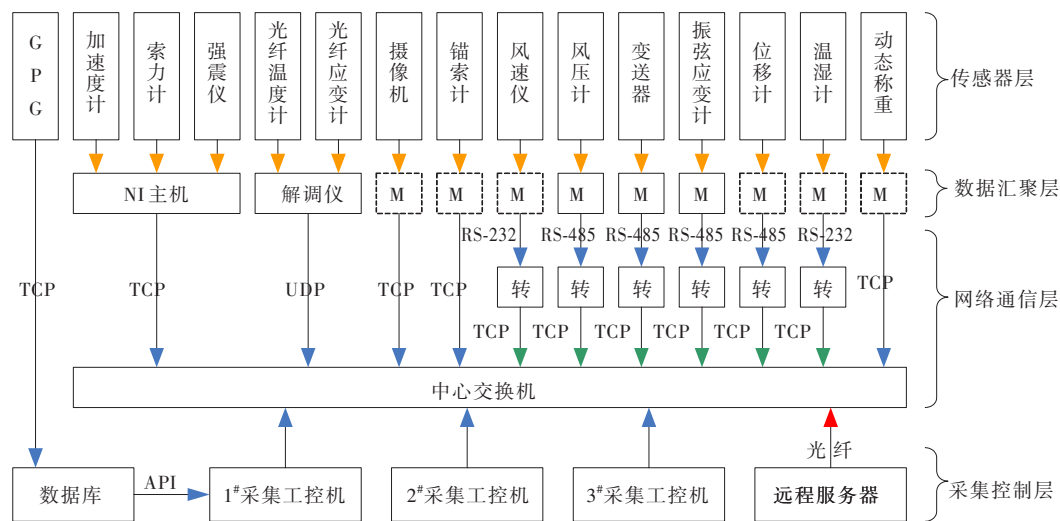 GPG
加速度计
索力计
强震仪
光纤温度计
光纤应变计
摄像机
锚索计
风速仪
风压计
变送器
振弦应变计
位移计
温湿计
动态称重
传感器层
NI主机
解调仪
M
M
M
M
M
M
M
M
M
数据汇聚层
RS-232
RS-485
RS-485
RS-485
RS-485
RS-232
转
转
转
转
转
转
TCP
TCP
UDP
TCP
TCP
TCP
网络通信层
TCP
TCP
TCP
TCP
TCP
TCP
中心交换机
光纤
数据库
API
1#采集工控机
2#采集工控机
3#采集工控机
远程服务器
采集控制层